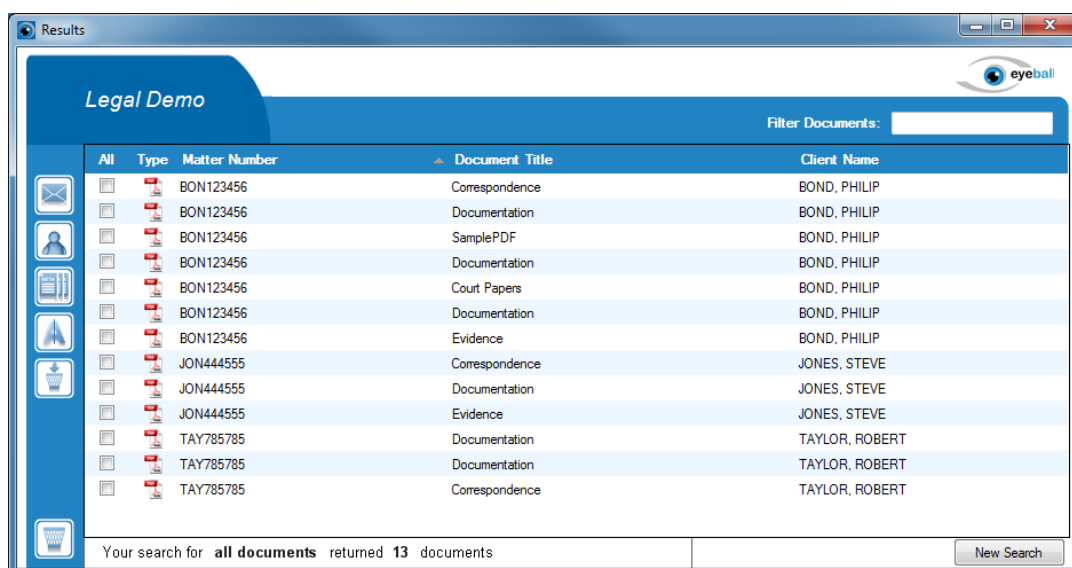 Results
eyeball
Legal Demo
Filter Documents:
All Type Matter Number Document Title Client Name
BON123456 Correspondence BOND, PHILIP
BON123456 Documentation BOND, PHILIP
BON123456 SamplePDF BOND, PHILIP
BON123456 Documentation BOND, PHILIP
BON123456 Court Papers BOND, PHILIP
BON123456 Documentation BOND, PHILIP
BON123456 Evidence BOND, PHILIP
JON444555 Correspondence JONES, STEVE
JON444555 Documentation JONES, STEVE
JON444555 Evidence JONES, STEVE
TAY785785 Documentation TAYLOR, ROBERT
TAY785785 Documentation TAYLOR, ROBERT
TAY785785 Correspondence TAYLOR, ROBERT
Your search for all documents returned 13 documents New Search